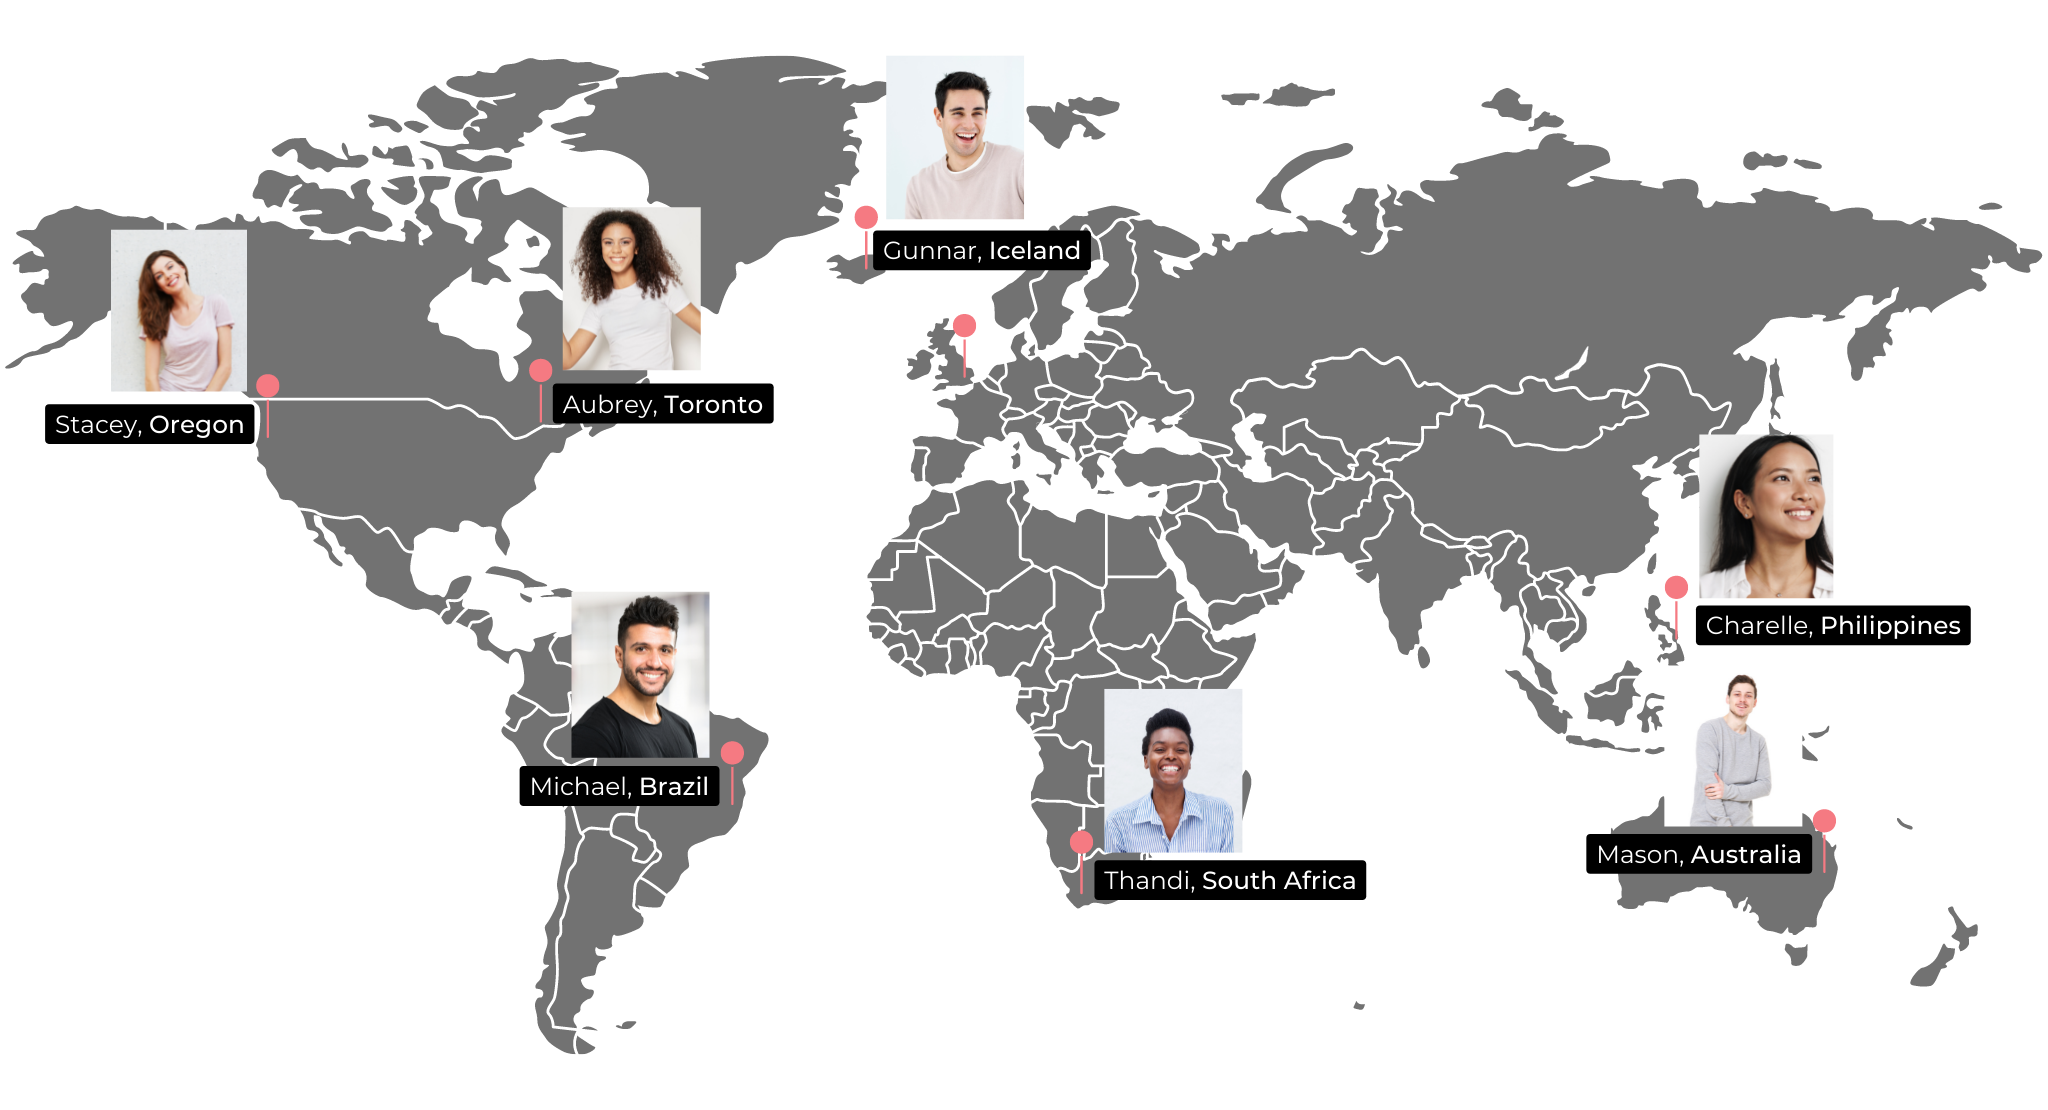 Gunnar, Iceland
Aubrey, Toronto
Stacey, Oregon
Charelle, Philippines
Michael, Brazil
Mason, Australia
Thandi, South Africa